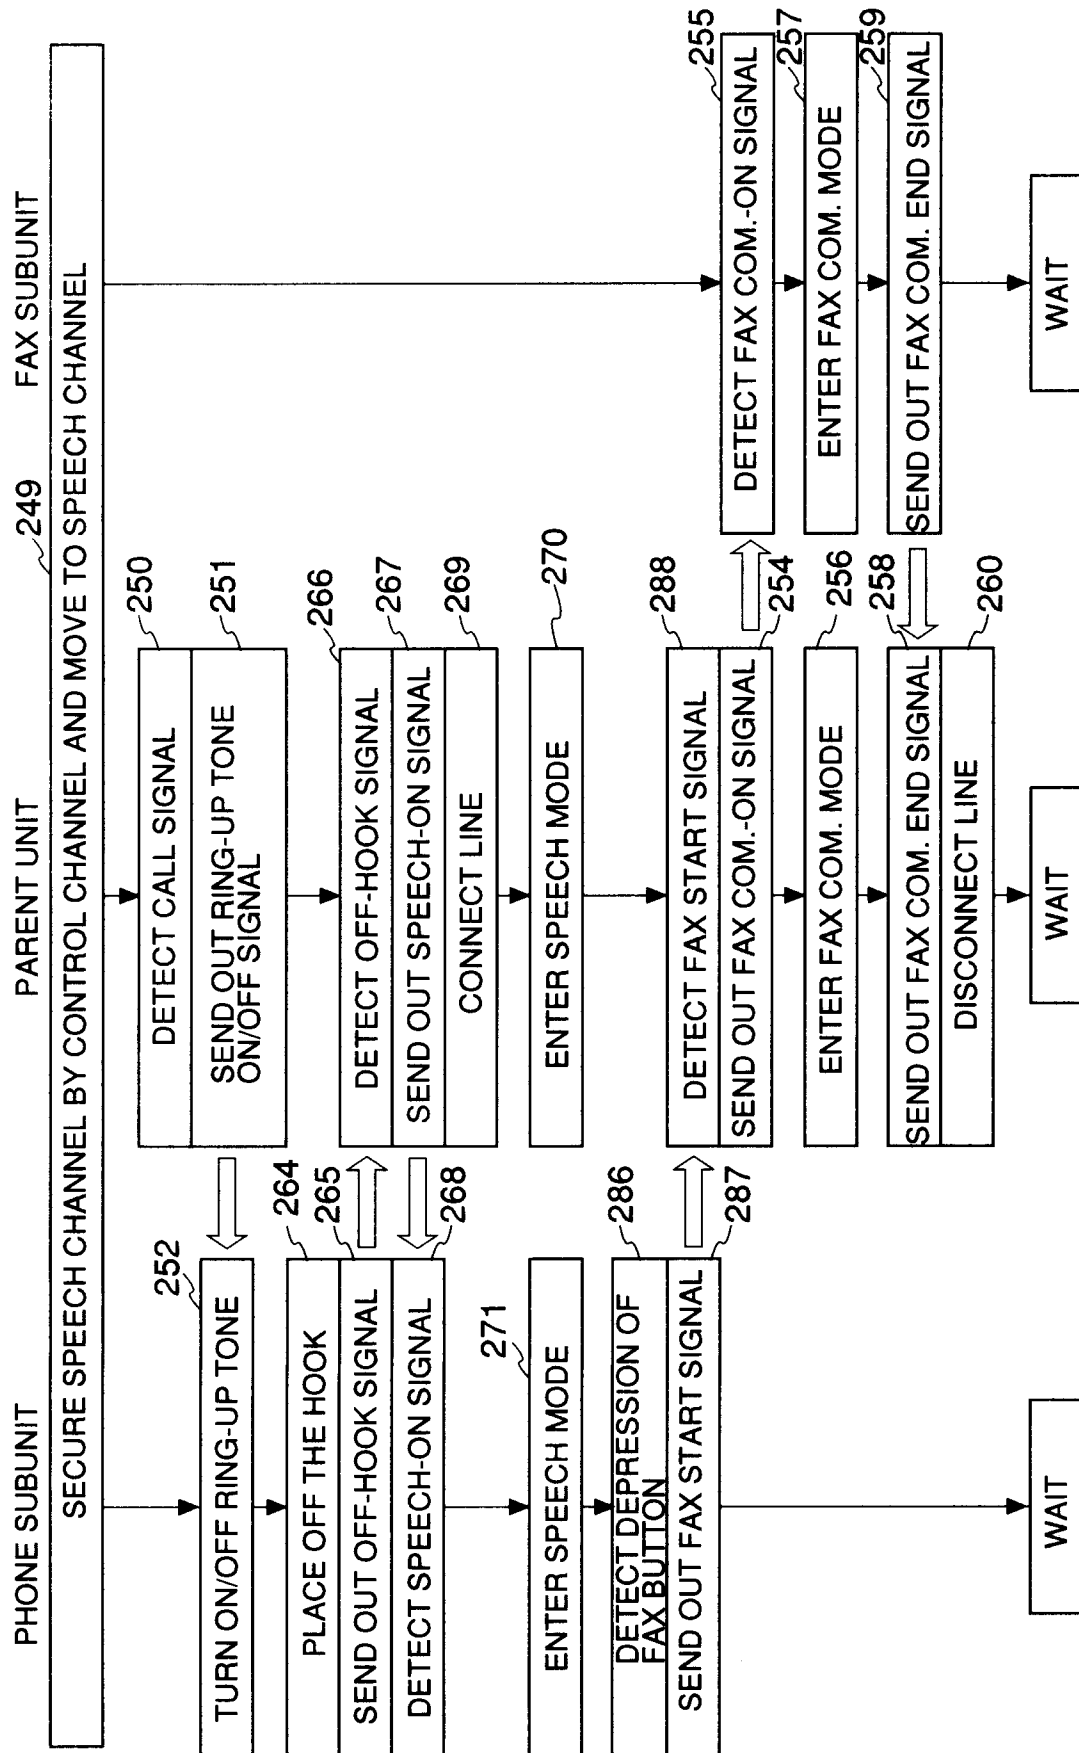 PHONE SUBUNIT
PARENT UNIT
FAX SUBUNIT
249
SECURE SPEECH CHANNEL BY CONTROL CHANNEL AND MOVE TO SPEECH CHANNEL
250
DETECT CALL SIGNAL
251
SEND OUT RING-UP TONE
ON/OFF SIGNAL
252
TURN ON/OFF RING-UP TONE
264
PLACE OFF THE HOOK
265
SEND OUT OFF-HOOK SIGNAL
266
DETECT OFF-HOOK SIGNAL
267
SEND OUT SPEECH-ON SIGNAL
268
DETECT SPEECH-ON SIGNAL
269
CONNECT LINE
270
ENTER SPEECH MODE
271
ENTER SPEECH MODE
286
DETECT DEPRESSION OF
FAX BUTTON
287
SEND OUT FAX START SIGNAL
288
DETECT FAX START SIGNAL
254
SEND OUT FAX COM.-ON SIGNAL
255
DETECT FAX COM.-ON SIGNAL
256
ENTER FAX COM. MODE
257
ENTER FAX COM. MODE
258
SEND OUT FAX COM. END SIGNAL
259
SEND OUT FAX COM. END SIGNAL
260
DISCONNECT LINE
WAIT
WAIT
WAIT